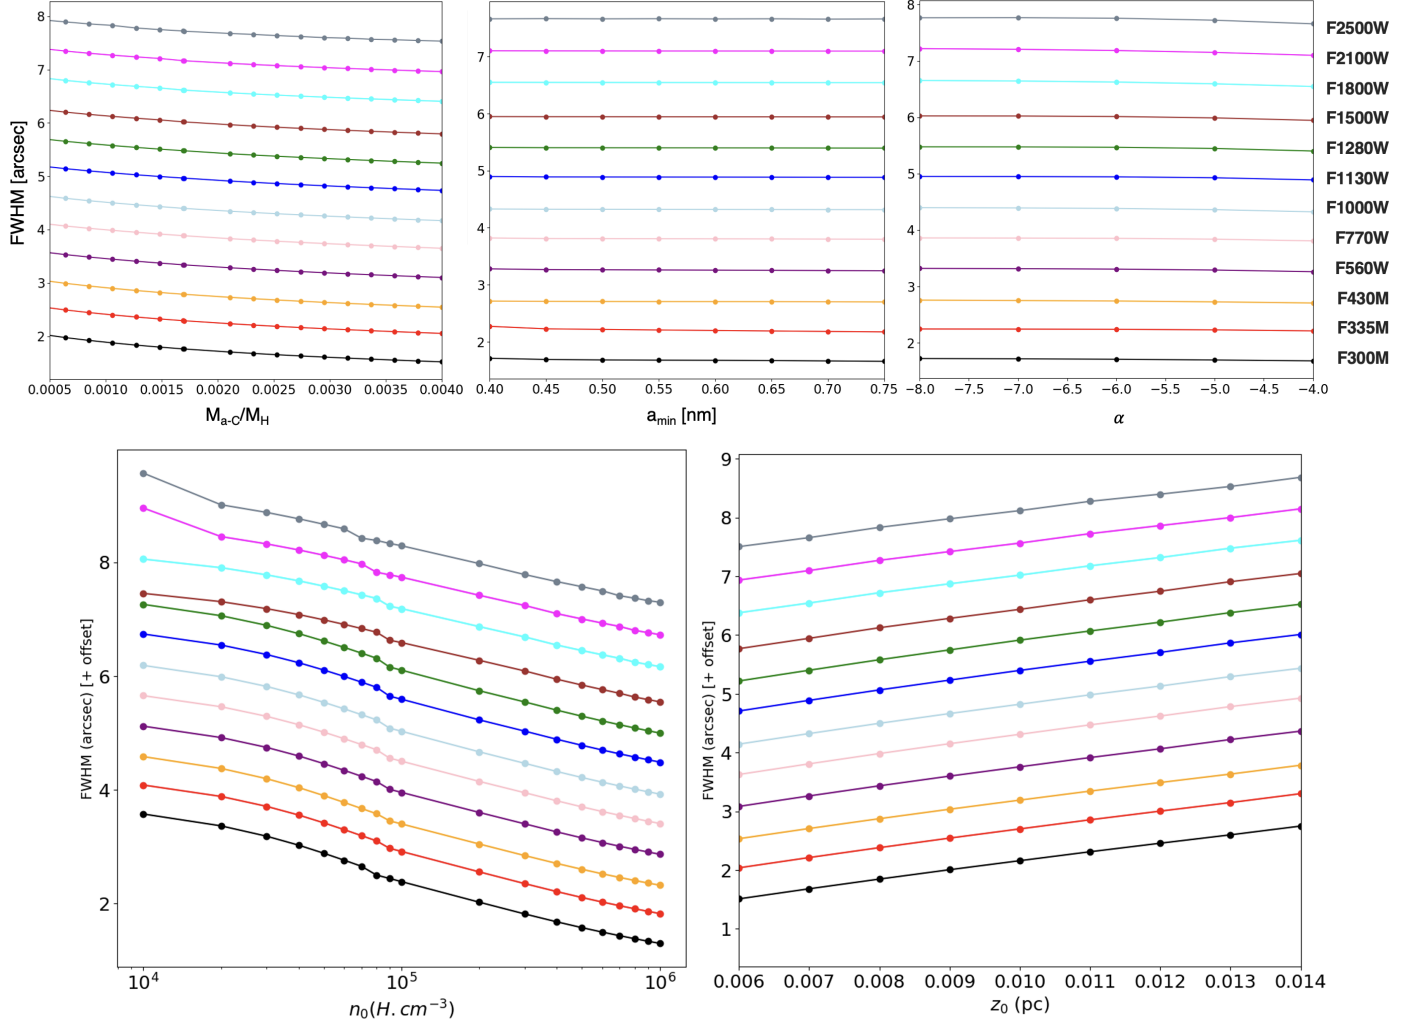 8
7
6
5
4
3
2
FWHM [arcsec]
0.0005 0.0010 0.0015 0.0020 0.0025 0.0030 0.0035 0.0040
M_a-C/M_H
7
6
5
4
3
2
0.40 0.45 0.50 0.55 0.60 0.65 0.70 0.75
a_min [nm]
8
7
6
5
4
3
2
−8.0 −7.5 −7.0 −6.5 −6.0 −5.5 −5.0 −4.5 −4.0
α
F2500W
F2100W
F1800W
F1500W
F1280W
F1130W
F1000W
F770W
F560W
F430M
F335M
F300M
8
6
4
2
FWHM (arcsec) [+ offset]
10^4 10^5 10^6
n_0(H.cm^−3)
9
8
7
6
5
4
3
2
1
FWHM (arcsec) [+ offset]
0.006 0.007 0.008 0.009 0.010 0.011 0.012 0.013 0.014
z_0 (pc)